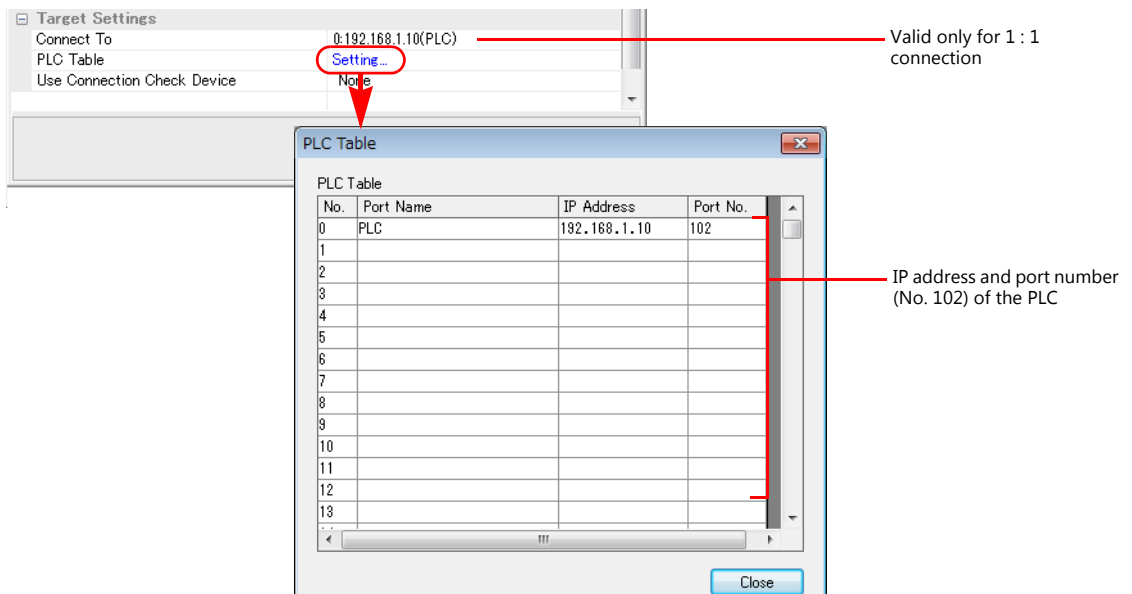 Target Settings
Connect To 0:192.168.1.10(PLC)
Valid only for 1 : 1
connection
PLC Table Setting...
Use Connection Check Device None
PLC Table
PLC Table
No. Port Name IP Address Port No.
0 PLC 192.168.1.10 102
1
2
IP address and port number
(No. 102) of the PLC
3
4
5
6
7
8
9
10
11
12
13
Close